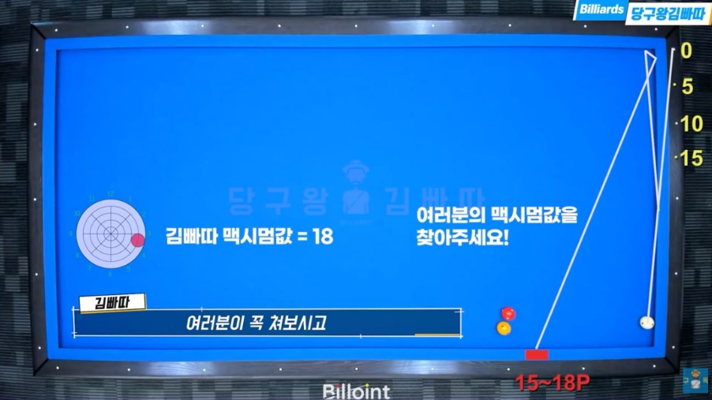 Billiards 당구왕김빠따
0
5
10
15
당구왕 김빠따
여러분의 맥시멈값을
찾아주세요!
김빠따 맥시멈값 = 18
김빠따
여러분이 꼭 쳐보시고
15~18P
Billoint